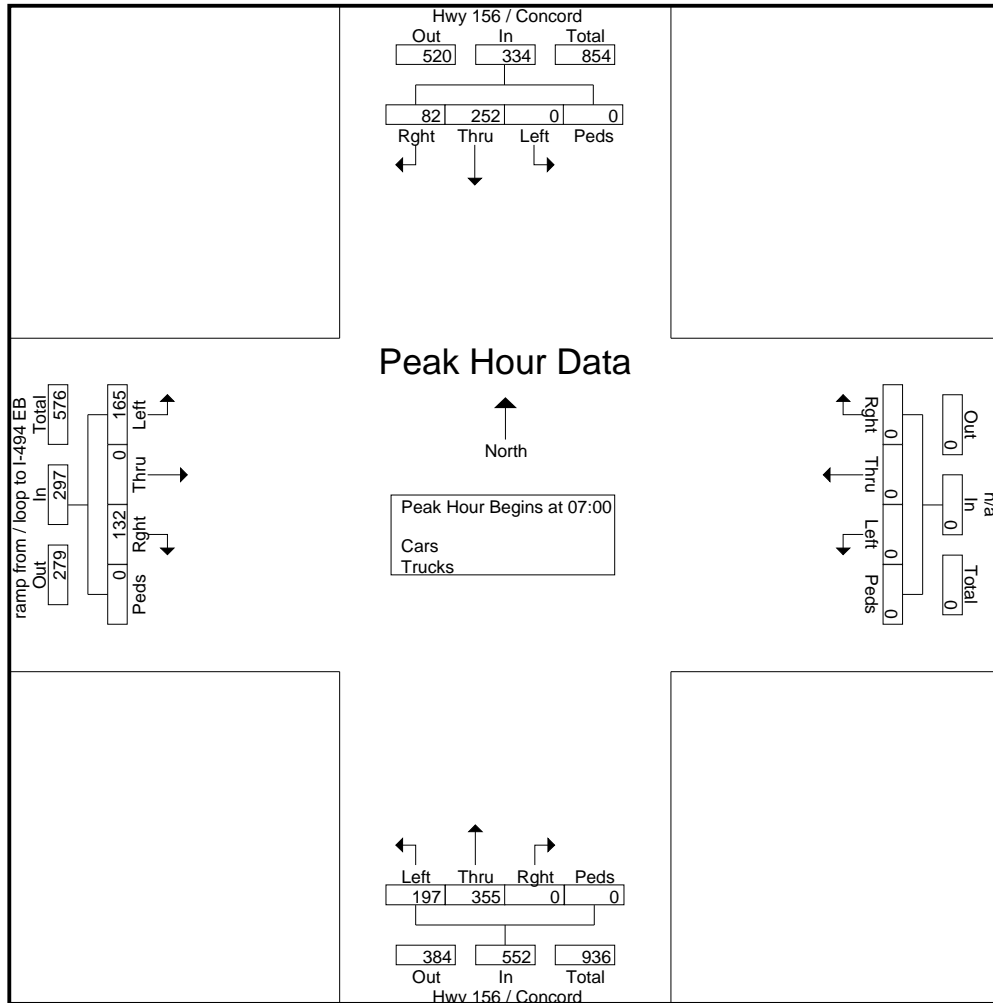 Hwy 156 / Concord
Out In Total
520 334 854
82 252 0 0
Rght Thru Left Peds
Peak Hour Data
North
Peak Hour Begins at 07:00
Cars
Trucks
ramp from / loop to I-494 EB
Out In Total
279 297 576
Left Thru Rght Peds
165 0 132 0
n/a
Out In Total
0 0 0
Rght Thru Left Peds
0 0 0 0
Left Thru Rght Peds
197 355 0 0
384 552 936
Out In Total
Hwy 156 / Concord